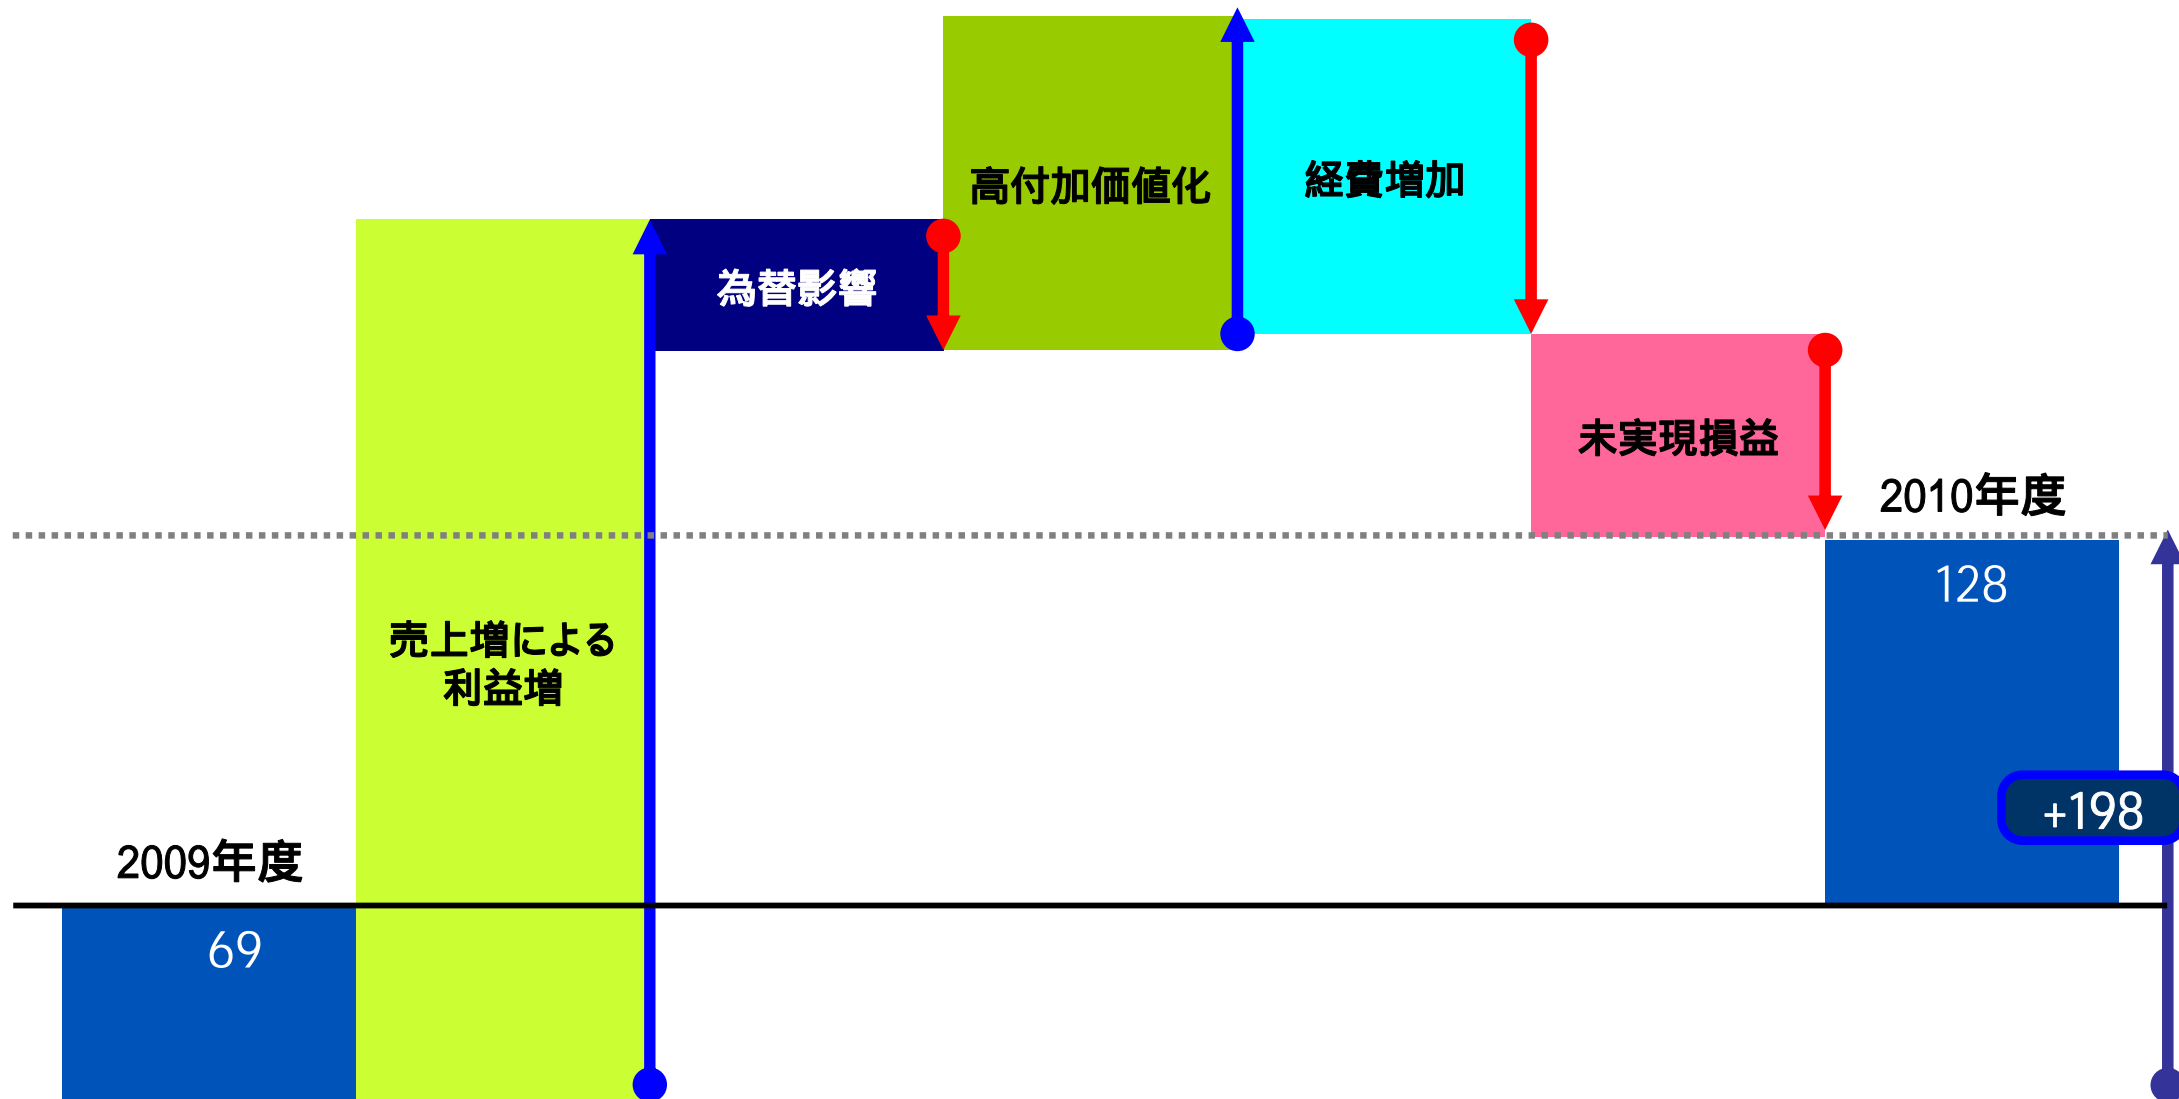 高付加価値化
経費増加
為替影響
未実現損益
2010年度
128
売上増による
利益増
+198
2009年度
69